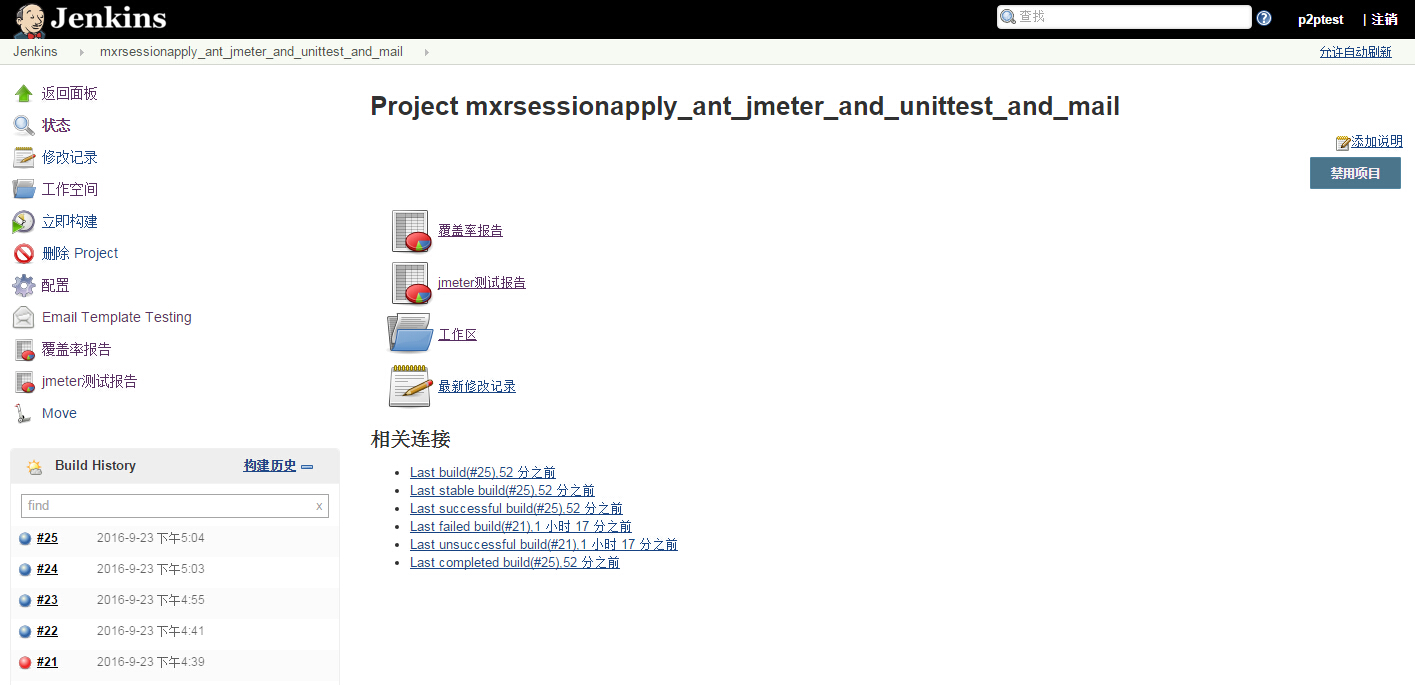 Jenkins
查找
p2ptest | 注销
Jenkins mxrsessionapply_ant_jmeter_and_unittest_and_mail 允许自动刷新
返回面板
状态
修改记录
工作空间
立即构建
删除 Project
配置
Email Template Testing
覆盖率报告
jmeter测试报告
Move
Build History 构建历史
find x
#25 2016-9-23 下午5:04
#24 2016-9-23 下午5:03
#23 2016-9-23 下午4:55
#22 2016-9-23 下午4:41
#21 2016-9-23 下午4:39
Project mxrsessionapply_ant_jmeter_and_unittest_and_mail
添加说明
禁用项目
覆盖率报告
jmeter测试报告
工作区
最新修改记录
相关连接
Last build(#25),52 分之前
Last stable build(#25),52 分之前
Last successful build(#25),52 分之前
Last failed build(#21),1 小时 17 分之前
Last unsuccessful build(#21),1 小时 17 分之前
Last completed build(#25),52 分之前